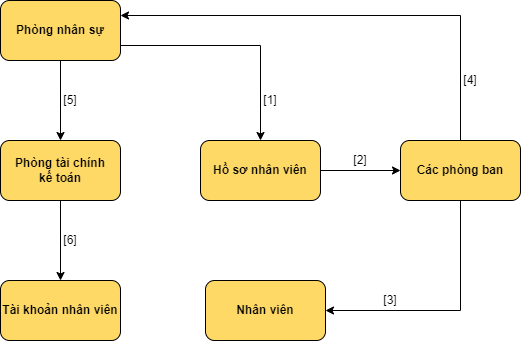 Phòng nhân sự
[4]
[5]
[1]
Phỏng tài chính
kế toán
Hồ sơ nhân viên
[2]
Các phòng ban
[6]
[3]
Tài khoản nhân viên
Nhân viên